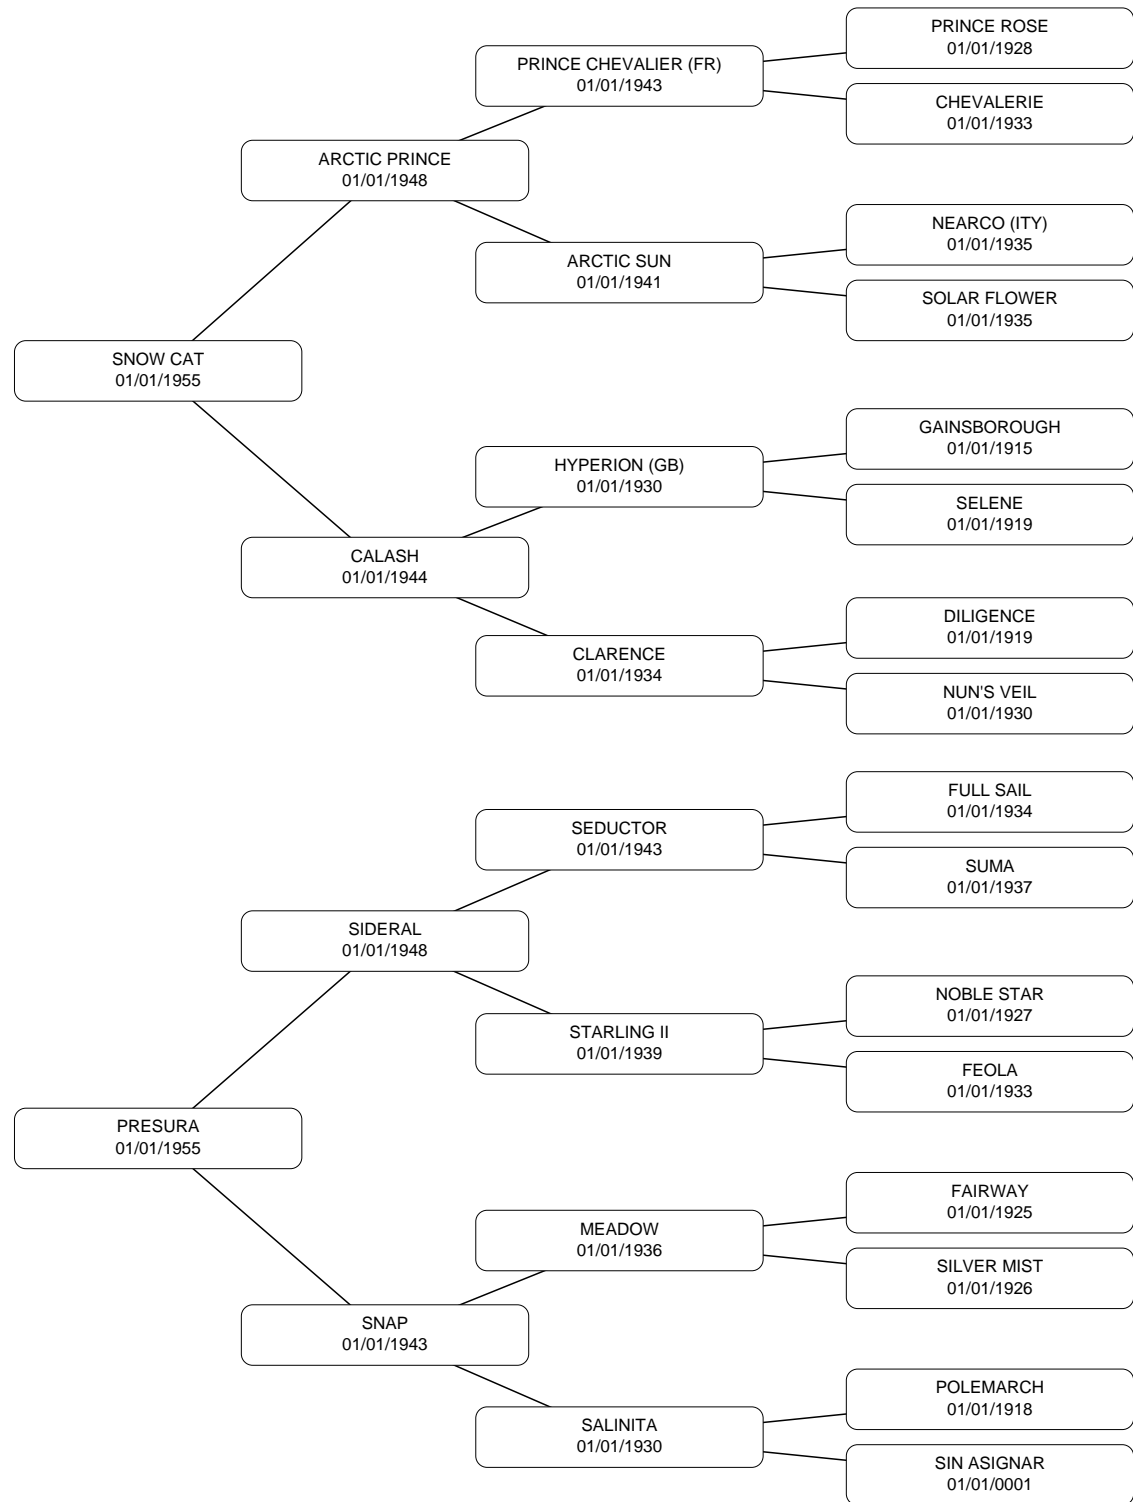 PRINCE ROSE
01/01/1928
PRINCE CHEVALIER (FR)
01/01/1943
CHEVALERIE
01/01/1933
ARCTIC PRINCE
01/01/1948
NEARCO (ITY)
01/01/1935
ARCTIC SUN
01/01/1941
SOLAR FLOWER
01/01/1935
SNOW CAT
01/01/1955
GAINSBOROUGH
01/01/1915
HYPERION (GB)
01/01/1930
SELENE
01/01/1919
CALASH
01/01/1944
DILIGENCE
01/01/1919
CLARENCE
01/01/1934
NUN'S VEIL
01/01/1930
FULL SAIL
01/01/1934
SEDUCTOR
01/01/1943
SUMA
01/01/1937
SIDERAL
01/01/1948
NOBLE STAR
01/01/1927
STARLING II
01/01/1939
FEOLA
01/01/1933
PRESURA
01/01/1955
FAIRWAY
01/01/1925
MEADOW
01/01/1936
SILVER MIST
01/01/1926
SNAP
01/01/1943
POLEMARCH
01/01/1918
SALINITA
01/01/1930
SIN ASIGNAR
01/01/0001